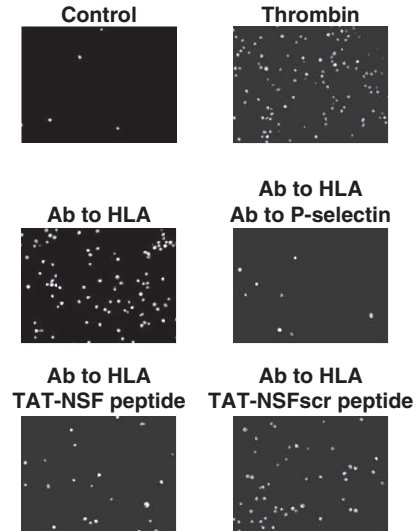 Control
Thrombin
Ab to HLA
Ab to HLA
Ab to P-selectin
Ab to HLA
TAT-NSF peptide
Ab to HLA
TAT-NSFscr peptide